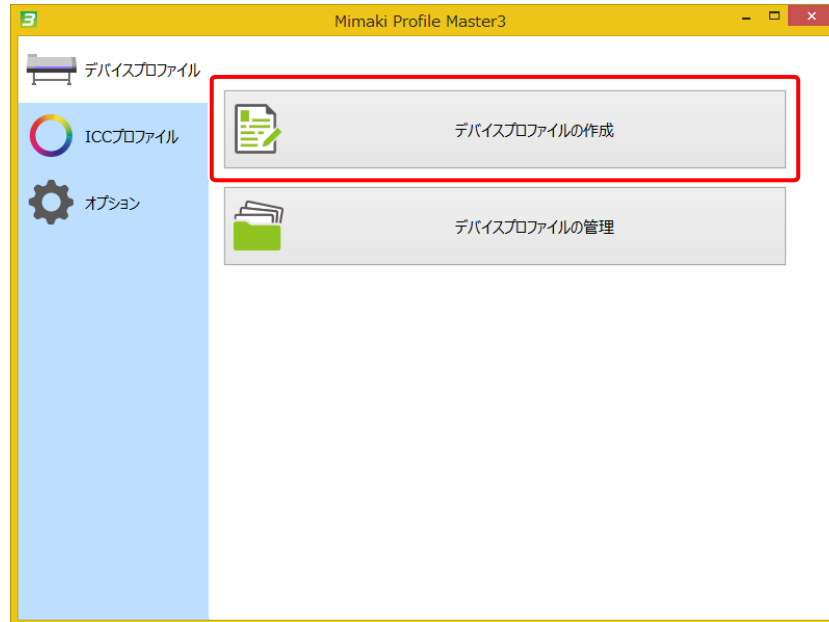 Mimaki Profile Master3
デバイスプロファイル
デバイスプロファイルの作成
ICCプロファイル
オプション
デバイスプロファイルの管理